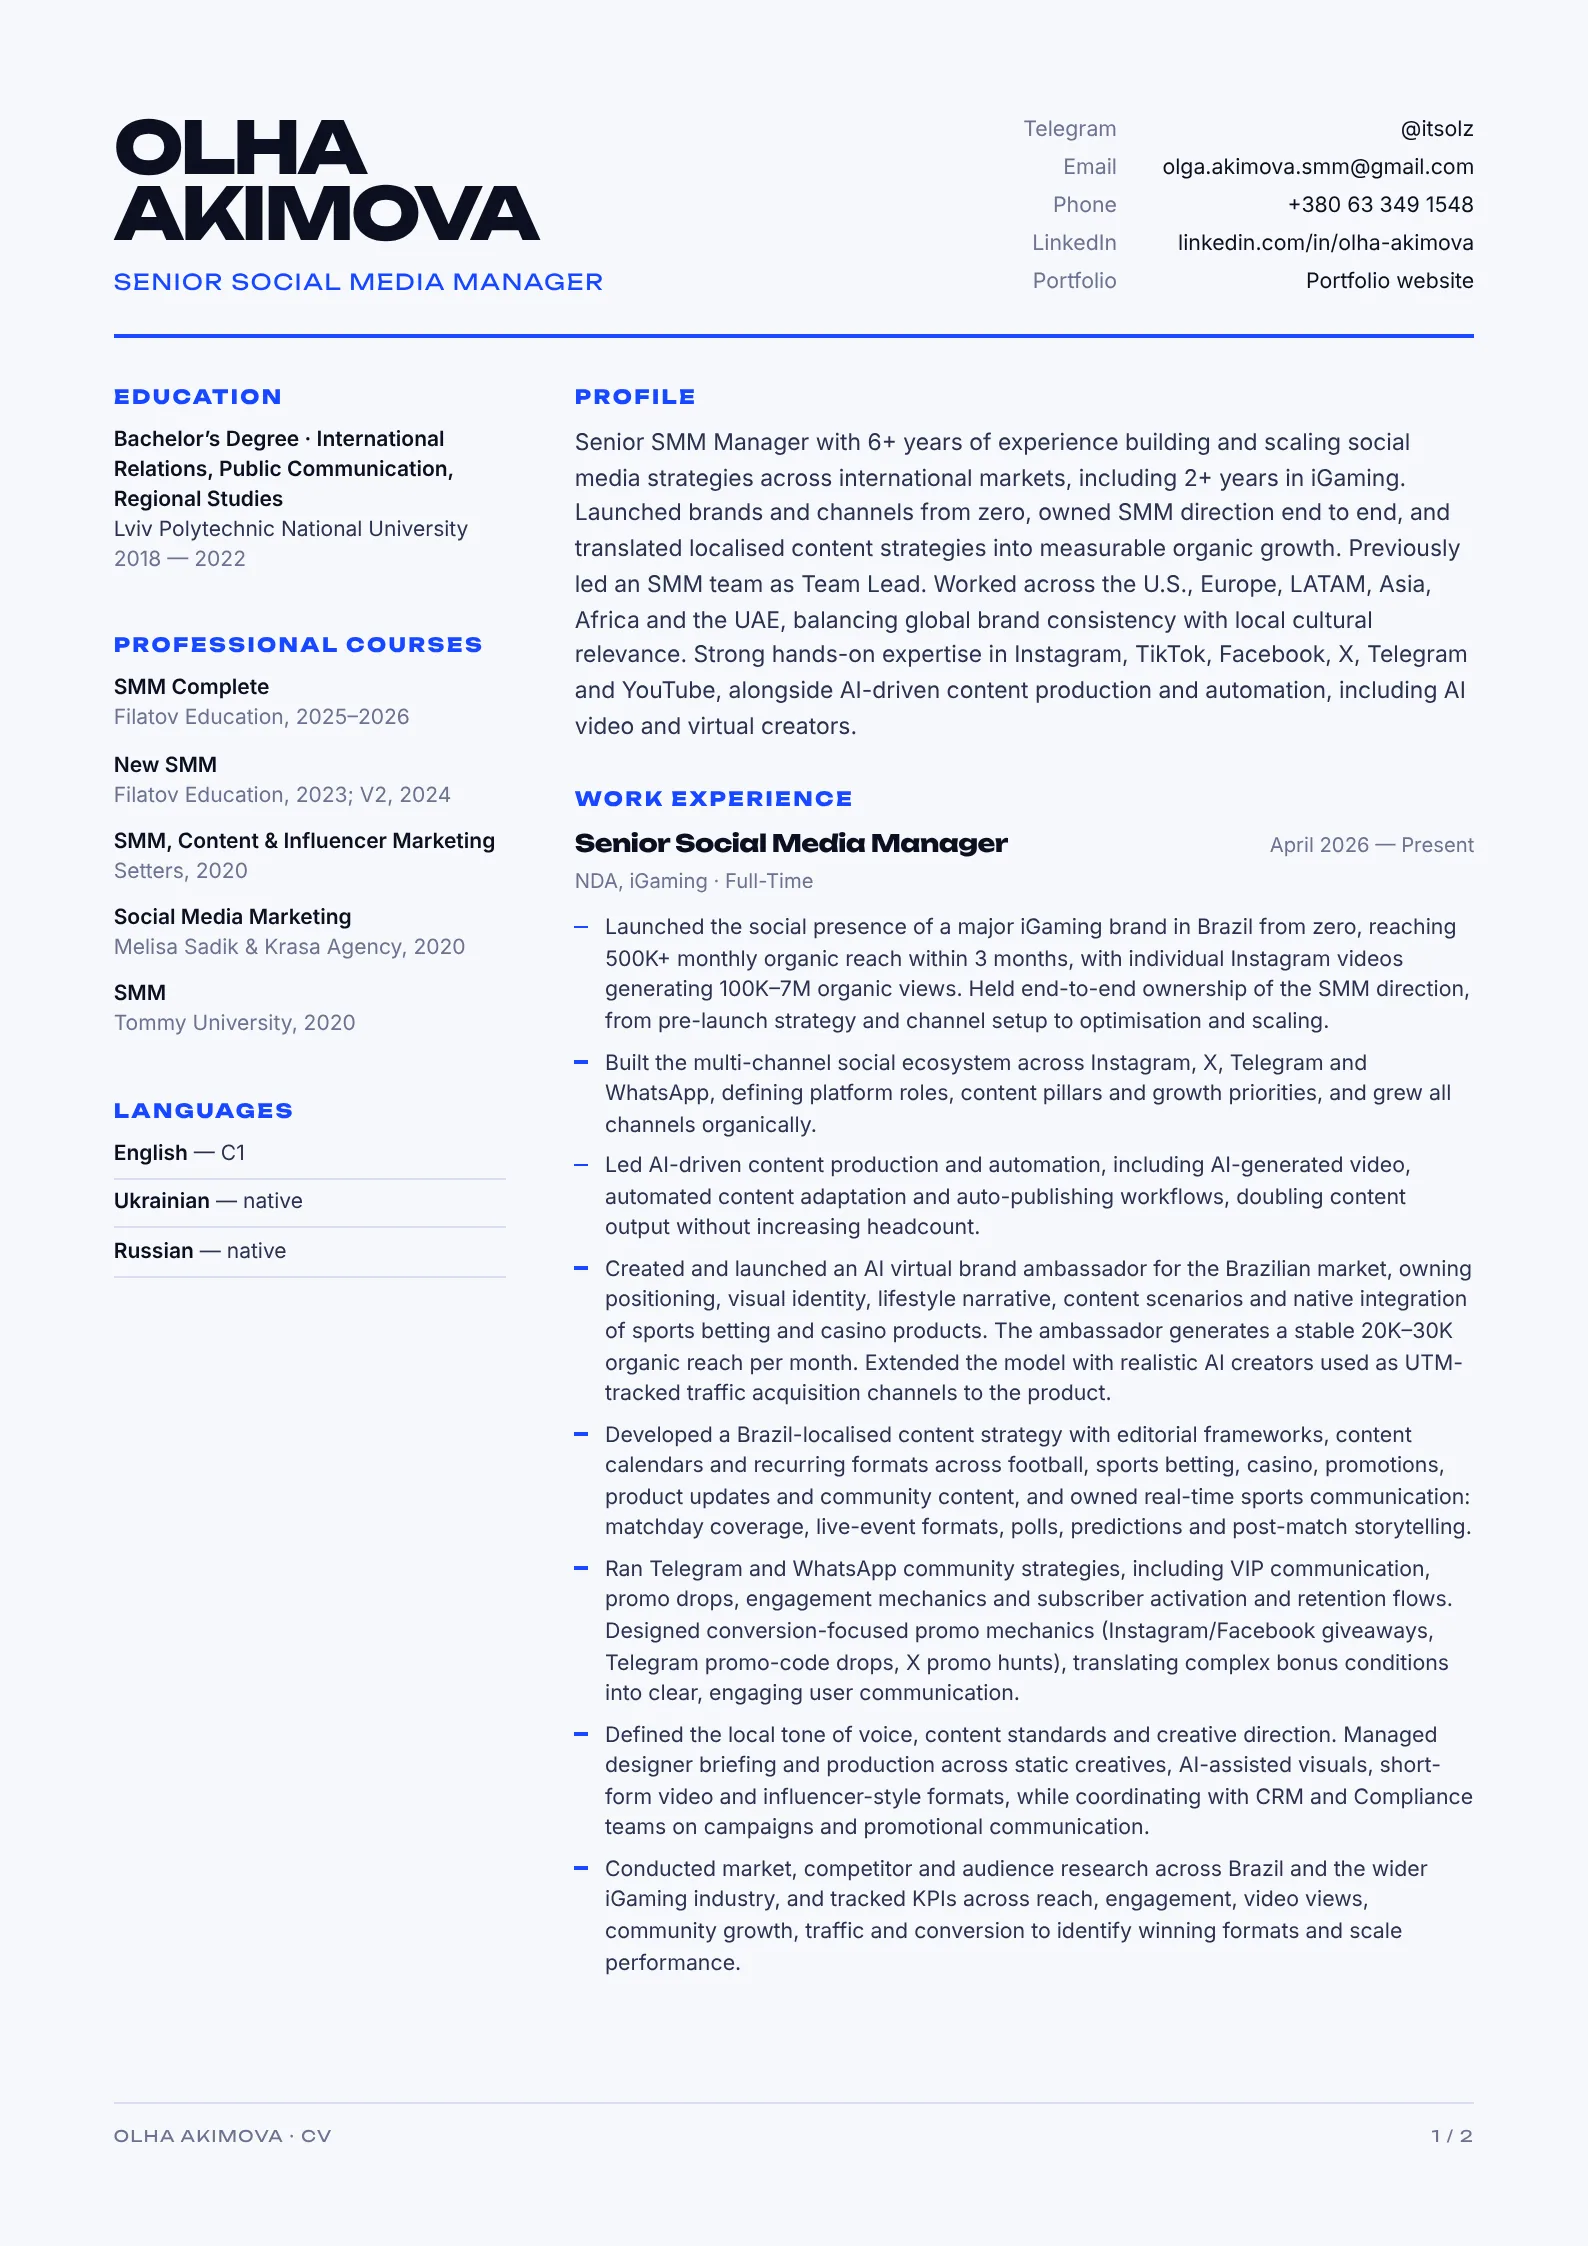 OLHA
AKIMOVA
SENIOR SOCIAL MEDIA MANAGER
Telegram @itsolz
Email olga.akimova.smm@gmail.com
Phone +380 63 349 1548
LinkedIn linkedin.com/in/olha-akimova
Portfolio Portfolio website
EDUCATION
Bachelor’s Degree · International
Relations, Public Communication,
Regional Studies
Lviv Polytechnic National University
2018 — 2022
PROFESSIONAL COURSES
SMM Complete
Filatov Education, 2025–2026
New SMM
Filatov Education, 2023; V2, 2024
SMM, Content & Influencer Marketing
Setters, 2020
Social Media Marketing
Melisa Sadik & Krasa Agency, 2020
SMM
Tommy University, 2020
LANGUAGES
English — C1
Ukrainian — native
Russian — native
PROFILE
Senior SMM Manager with 6+ years of experience building and scaling social
media strategies across international markets, including 2+ years in iGaming.
Launched brands and channels from zero, owned SMM direction end to end, and
translated localised content strategies into measurable organic growth. Previously
led an SMM team as Team Lead. Worked across the U.S., Europe, LATAM, Asia,
Africa and the UAE, balancing global brand consistency with local cultural
relevance. Strong hands-on expertise in Instagram, TikTok, Facebook, X, Telegram
and YouTube, alongside AI-driven content production and automation, including AI
video and virtual creators.
WORK EXPERIENCE
Senior Social Media Manager April 2026 — Present
NDA, iGaming · Full-Time
– Launched the social presence of a major iGaming brand in Brazil from zero, reaching
500K+ monthly organic reach within 3 months, with individual Instagram videos
generating 100K–7M organic views. Held end-to-end ownership of the SMM direction,
from pre-launch strategy and channel setup to optimisation and scaling.
– Built the multi-channel social ecosystem across Instagram, X, Telegram and
WhatsApp, defining platform roles, content pillars and growth priorities, and grew all
channels organically.
– Led AI-driven content production and automation, including AI-generated video,
automated content adaptation and auto-publishing workflows, doubling content
output without increasing headcount.
– Created and launched an AI virtual brand ambassador for the Brazilian market, owning
positioning, visual identity, lifestyle narrative, content scenarios and native integration
of sports betting and casino products. The ambassador generates a stable 20K–30K
organic reach per month. Extended the model with realistic AI creators used as UTM-
tracked traffic acquisition channels to the product.
– Developed a Brazil-localised content strategy with editorial frameworks, content
calendars and recurring formats across football, sports betting, casino, promotions,
product updates and community content, and owned real-time sports communication:
matchday coverage, live-event formats, polls, predictions and post-match storytelling.
– Ran Telegram and WhatsApp community strategies, including VIP communication,
promo drops, engagement mechanics and subscriber activation and retention flows.
Designed conversion-focused promo mechanics (Instagram/Facebook giveaways,
Telegram promo-code drops, X promo hunts), translating complex bonus conditions
into clear, engaging user communication.
– Defined the local tone of voice, content standards and creative direction. Managed
designer briefing and production across static creatives, AI-assisted visuals, short-
form video and influencer-style formats, while coordinating with CRM and Compliance
teams on campaigns and promotional communication.
– Conducted market, competitor and audience research across Brazil and the wider
iGaming industry, and tracked KPIs across reach, engagement, video views,
community growth, traffic and conversion to identify winning formats and scale
performance.
OLHA AKIMOVA · CV 1 / 2